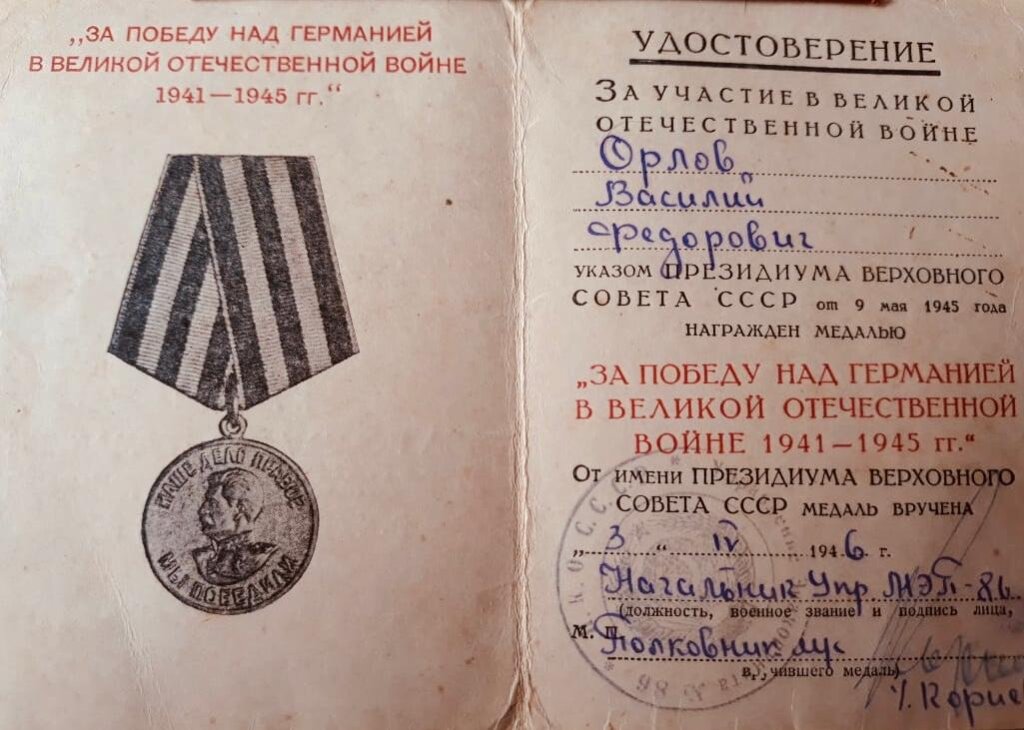 „ЗА ПОБЕДУ НАД ГЕРМАНИЕЙ
В ВЕЛИКОЙ ОТЕЧЕСТВЕННОЙ ВОЙНЕ
1941—1945 гг.“
НАШЕ ДЕЛО ПРАВОЕ
МЫ ПОБЕДИЛИ
УДОСТОВЕРЕНИЕ
ЗА УЧАСТИЕ В ВЕЛИКОЙ
ОТЕЧЕСТВЕННОЙ ВОЙНЕ
Орлов
Василий
Федорович
УКАЗОМ ПРЕЗИДИУМА ВЕРХОВНОГО
СОВЕТА СССР от 9 мая 1945 года
НАГРАЖДЕН МЕДАЛЬЮ
„ЗА ПОБЕДУ НАД ГЕРМАНИЕЙ
В ВЕЛИКОЙ ОТЕЧЕСТВЕННОЙ
ВОЙНЕ 1941—1945 гг.“
ОТ ИМЕНИ ПРЕЗИДИУМА ВЕРХОВНОГО
СОВЕТА СССР МЕДАЛЬ ВРУЧЕНА
„ 3 “ IV 1946 г.
Начальник Упр МЭП-86
(должность, военное звание и подпись лица,
М. П. Полковник
вручившего медаль)